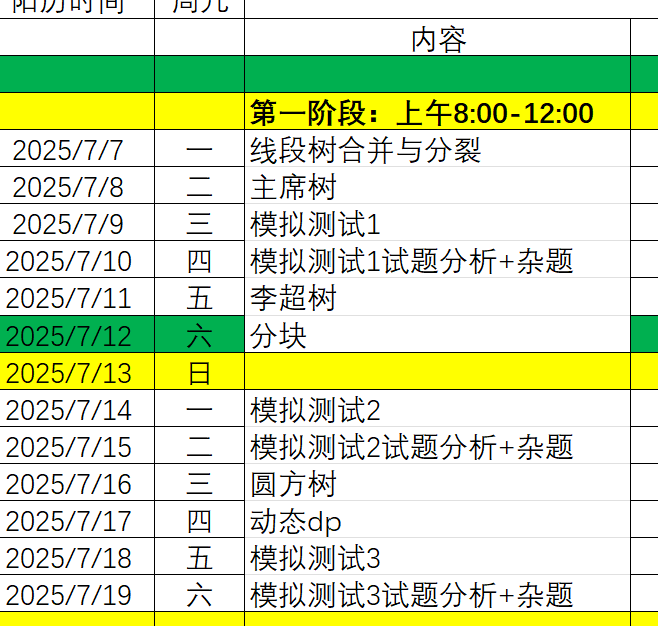 阳历时间 周几
内容
第一阶段：上午8:00-12:00
2025/7/7 一 线段树合并与分裂
2025/7/8 二 主席树
2025/7/9 三 模拟测试1
2025/7/10 四 模拟测试1试题分析+杂题
2025/7/11 五 李超树
2025/7/12 六 分块
2025/7/13 日
2025/7/14 一 模拟测试2
2025/7/15 二 模拟测试2试题分析+杂题
2025/7/16 三 圆方树
2025/7/17 四 动态dp
2025/7/18 五 模拟测试3
2025/7/19 六 模拟测试3试题分析+杂题